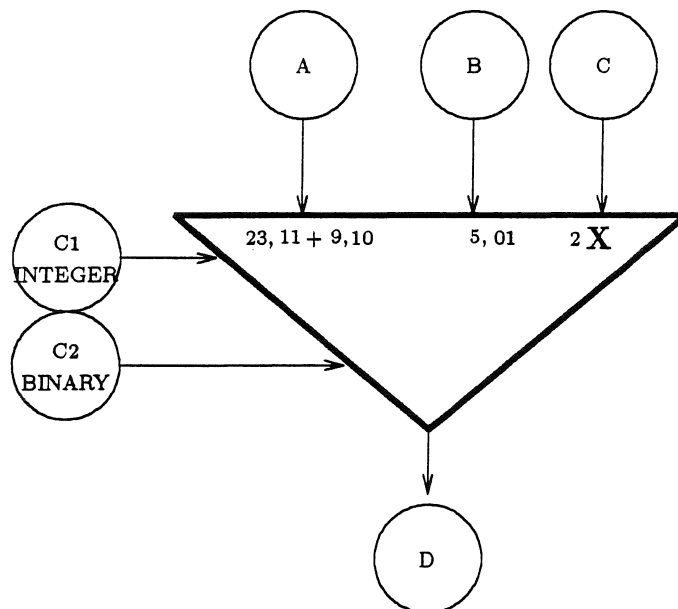 A
B
C
23, 11 + 9,10
5, 01
2 X
C1
INTEGER
C2
BINARY
D